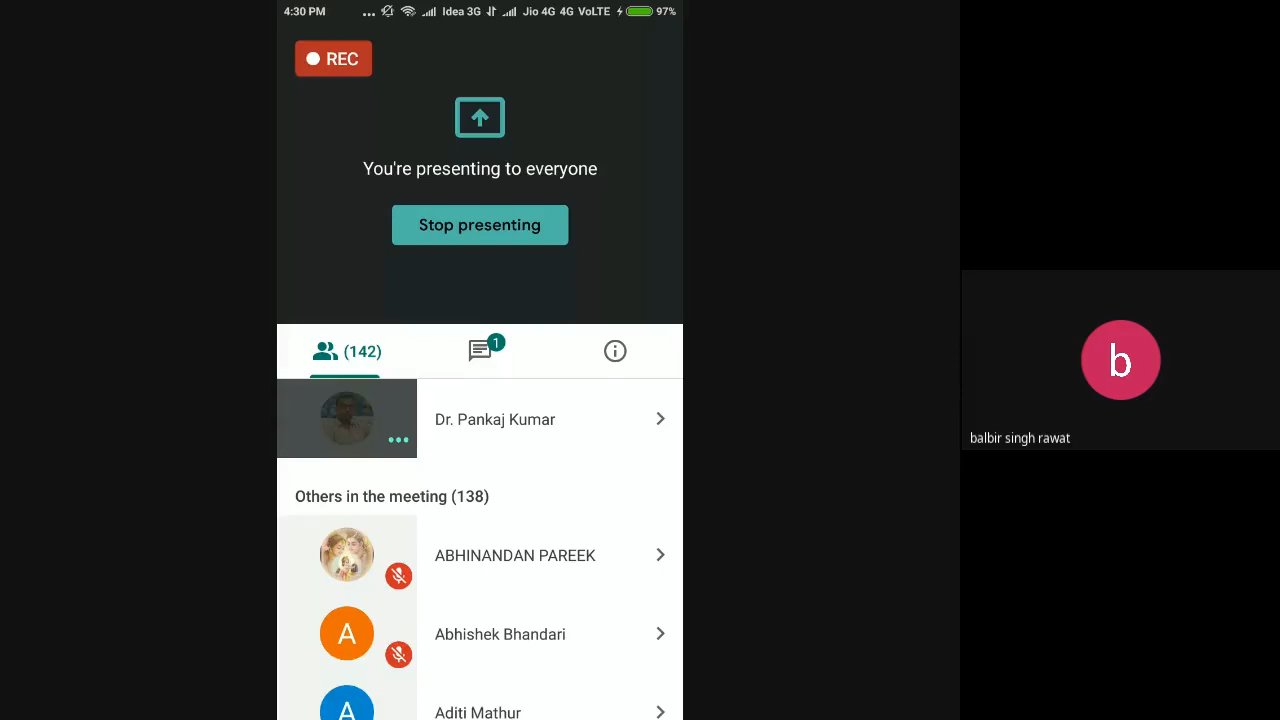 4:30 PM ... Idea 3G Jio 4G 4G VoLTE 97%
REC
You're presenting to everyone
Stop presenting
(142)
1
Dr. Pankaj Kumar
Others in the meeting (138)
ABHINANDAN PAREEK
A
Abhishek Bhandari
A
Aditi Mathur
b
balbir singh rawat